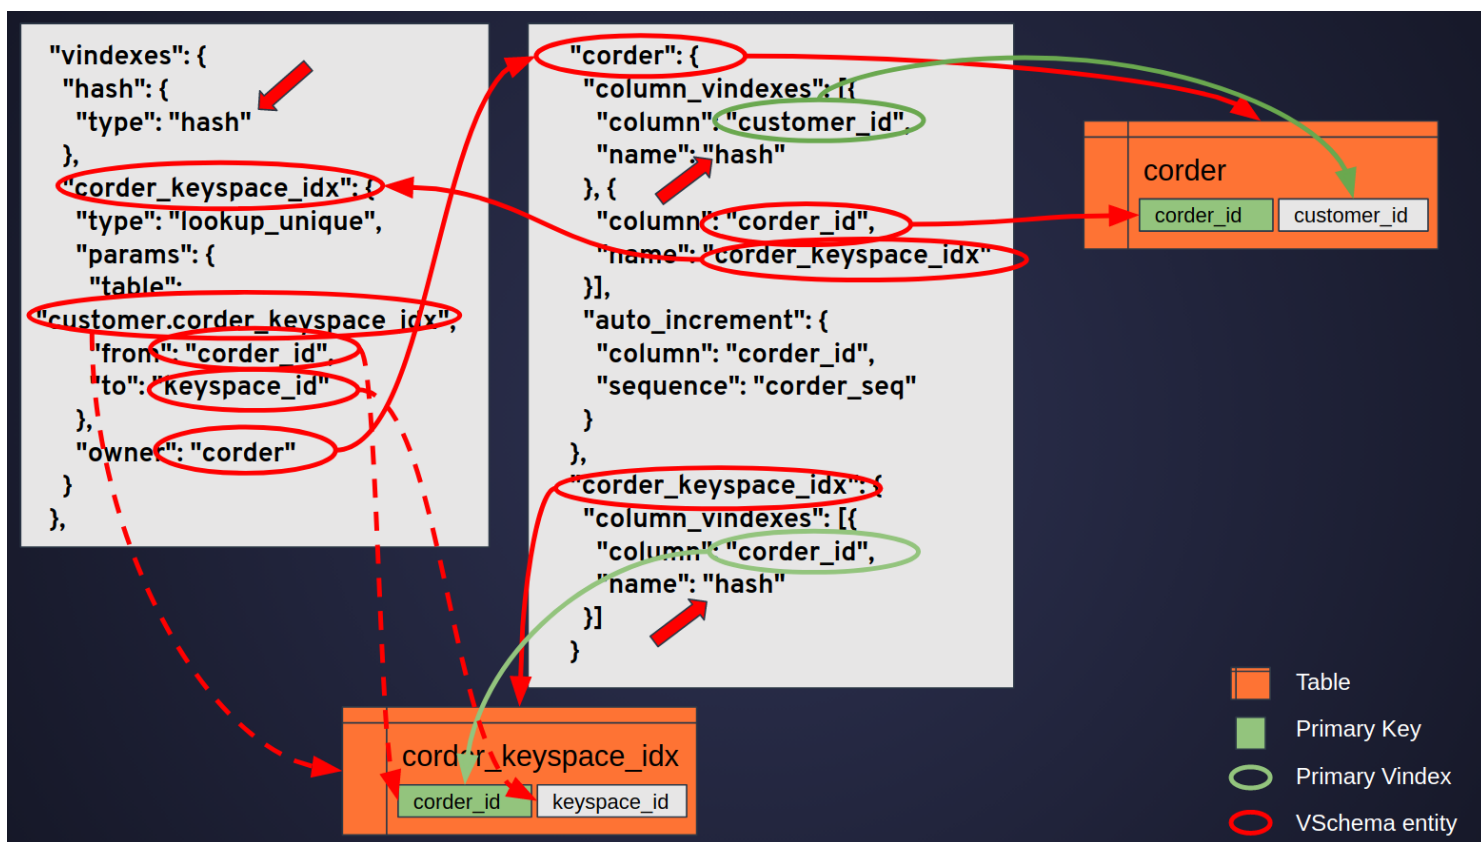 "vindexes": {
"hash": {
"type": "hash"
},
"corder_keyspace_idx": {
"type": "lookup_unique",
"params": {
"table":
"customer.corder_keyspace_idx",
"from": "corder_id",
"to": "keyspace_id"
},
"owner": "corder"
}
},
"corder": {
"column_vindexes": [{
"column": "customer_id",
"name": "hash"
}, {
"column": "corder_id",
"name": "corder_keyspace_idx"
}],
"auto_increment": {
"column": "corder_id",
"sequence": "corder_seq"
}
},
"corder_keyspace_idx": {
"column_vindexes": [{
"column": "corder_id",
"name": "hash"
}]
}
corder
corder_id customer_id
corder_keyspace_idx
corder_id keyspace_id
Table
Primary Key
Primary Vindex
VSchema entity